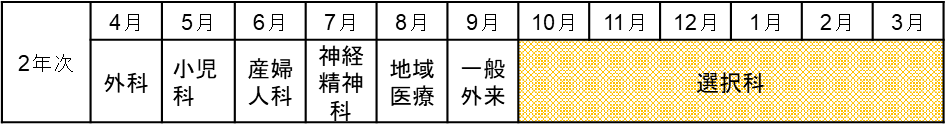 4月 5月 6月 7月 8月 9月 10月 11月 12月 1月 2月 3月
2年次
外科
小児
科
産婦
人科
神経
精神
科
地域
医療
一般
外来
選択科